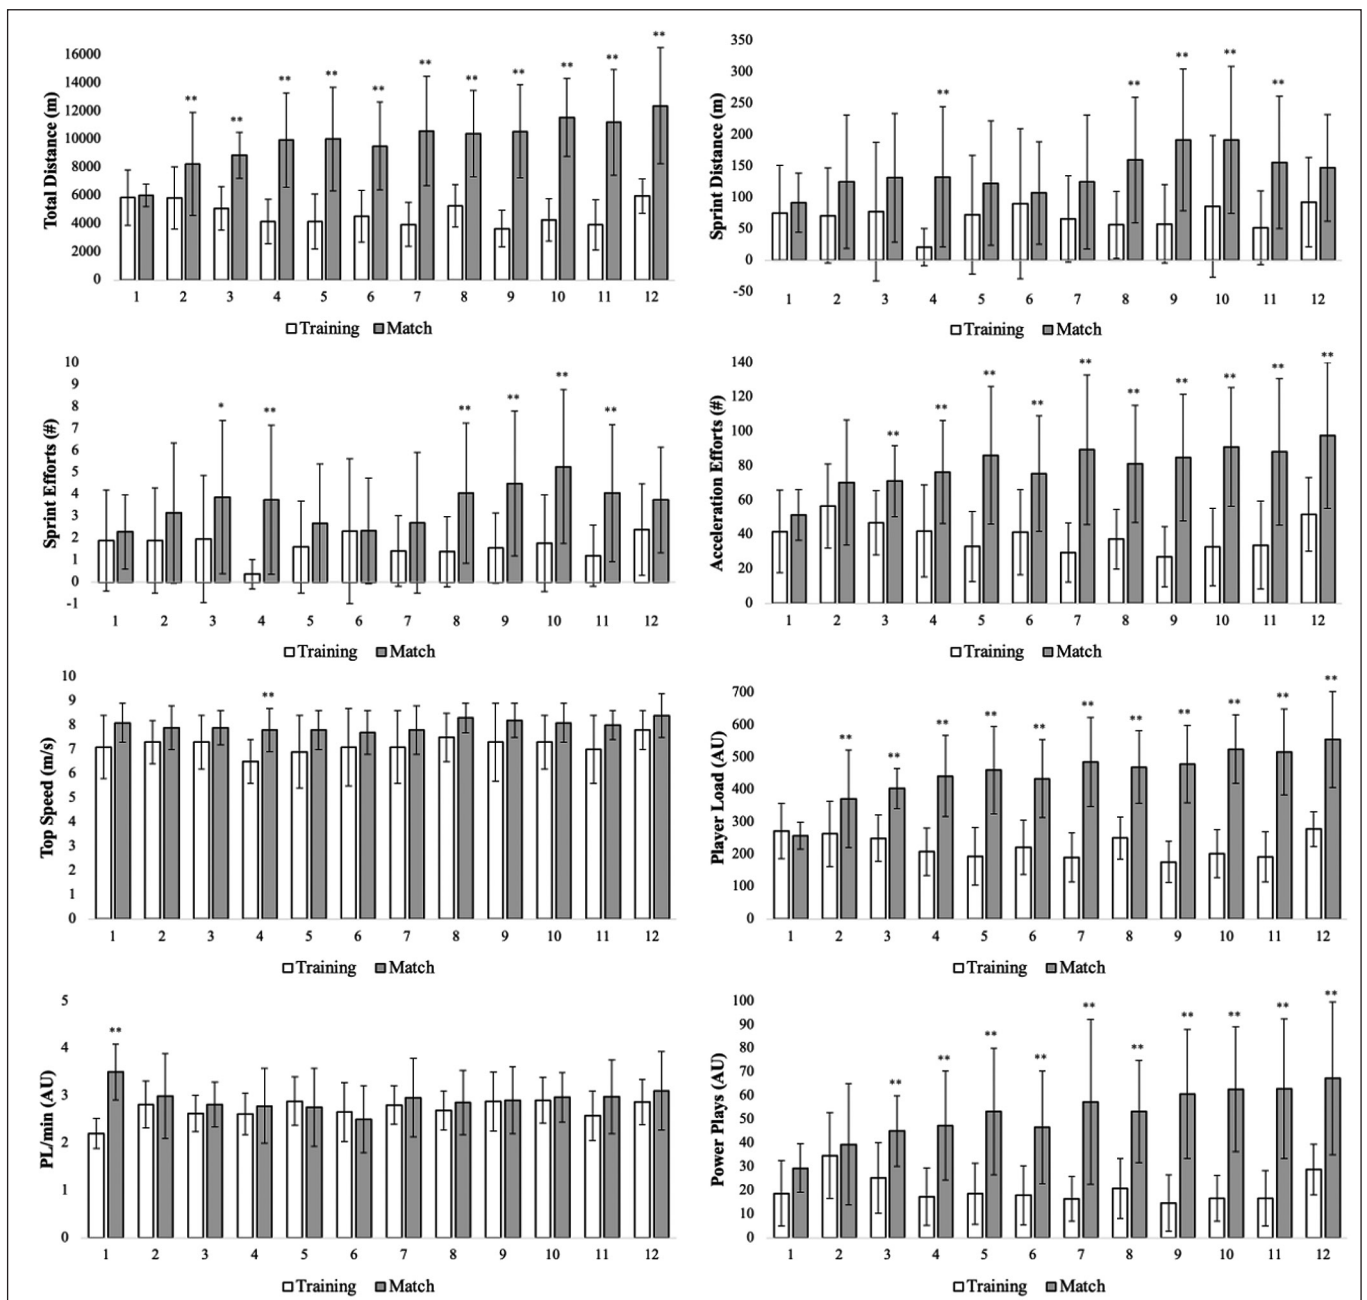 Total Distance (m)
16000
14000
12000
10000
8000
6000
4000
2000
0
** ** ** ** ** ** ** ** ** ** **
1 2 3 4 5 6 7 8 9 10 11 12
Training Match
Sprint Distance (m)
350
300
250
200
150
100
50
0
-50
** ** ** ** **
1 2 3 4 5 6 7 8 9 10 11 12
Training Match
Sprint Efforts (#)
10
9
8
7
6
5
4
3
2
1
0
-1
* ** ** ** ** **
1 2 3 4 5 6 7 8 9 10 11 12
Training Match
Acceleration Efforts (#)
140
120
100
80
60
40
20
0
** ** ** ** ** ** ** ** ** **
1 2 3 4 5 6 7 8 9 10 11 12
Training Match
Top Speed (m/s)
10
9
8
7
6
5
4
3
2
1
0
**
1 2 3 4 5 6 7 8 9 10 11 12
Training Match
Player Load (AU)
700
600
500
400
300
200
100
0
** ** ** ** ** ** ** ** ** ** **
1 2 3 4 5 6 7 8 9 10 11 12
Training Match
PL/min (AU)
5
4
3
2
1
0
**
1 2 3 4 5 6 7 8 9 10 11 12
Training Match
Power Plays (AU)
100
90
80
70
60
50
40
30
20
10
0
** ** ** ** ** ** ** ** ** **
1 2 3 4 5 6 7 8 9 10 11 12
Training Match